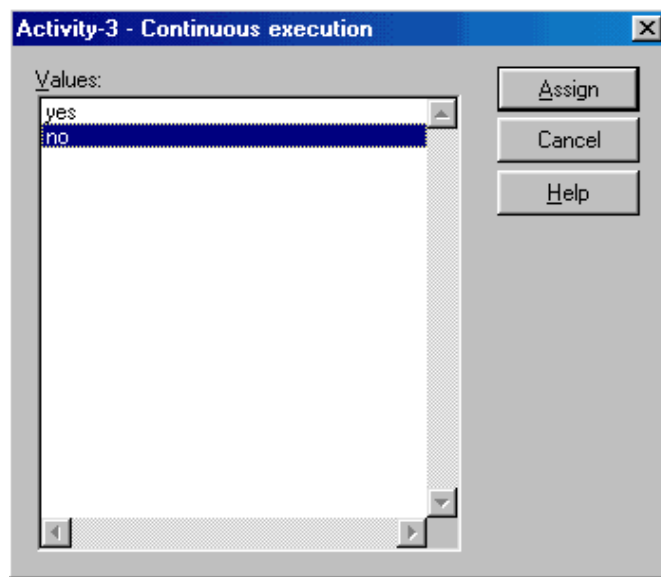 Activity-3 - Continuous execution
Values:
yes
no
Assign
Cancel
Help